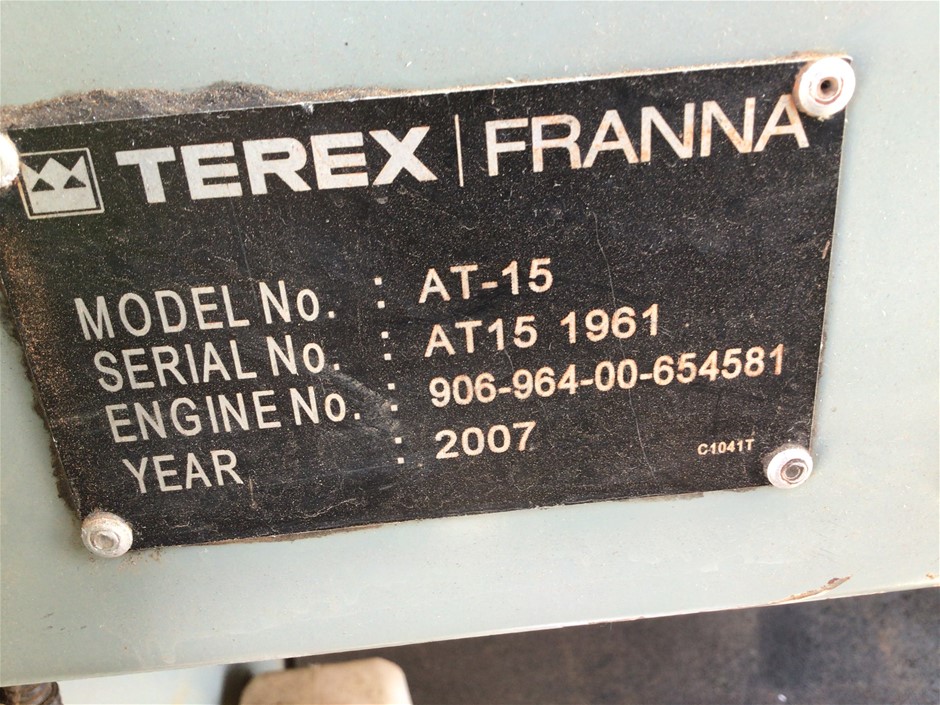 TEREX | FRANNA
MODEL No. : AT-15
SERIAL No. : AT15 1961
ENGINE No. : 906-964-00-654581
YEAR : 2007
C1041T